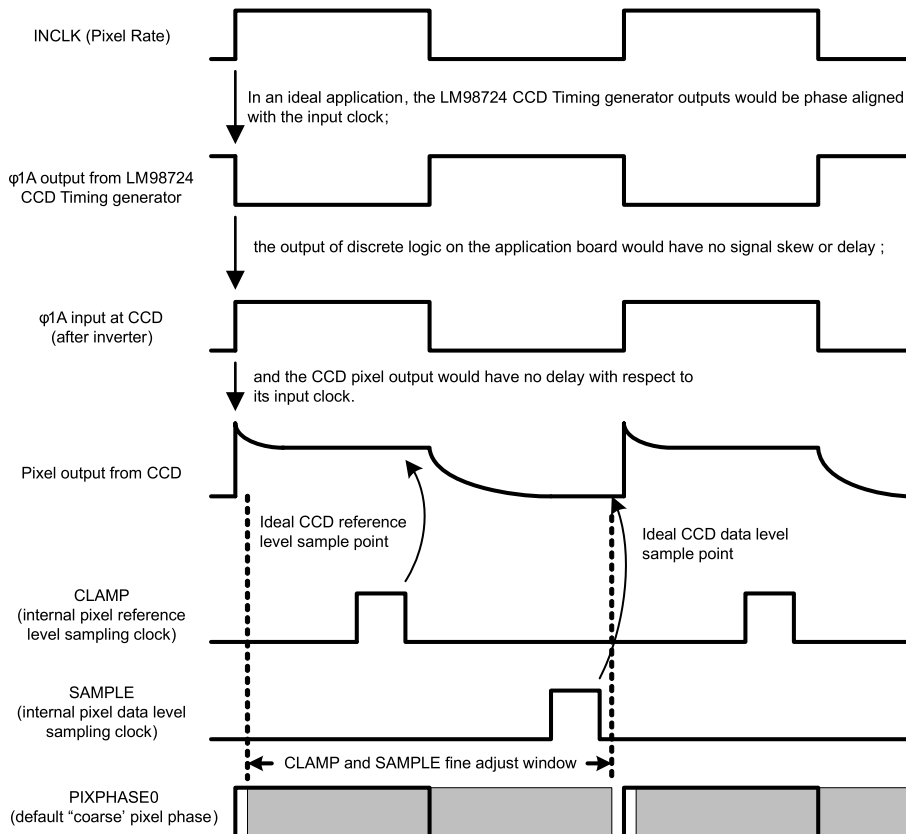 INCLK (Pixel Rate)
In an ideal application, the LM98724 CCD Timing generator outputs would be phase aligned
with the input clock;
φ1A output from LM98724
CCD Timing generator
the output of discrete logic on the application board would have no signal skew or delay ;
φ1A input at CCD
(after inverter)
and the CCD pixel output would have no delay with respect to
its input clock.
Pixel output from CCD
Ideal CCD reference
level sample point
Ideal CCD data level
sample point
CLAMP
(internal pixel reference
level sampling clock)
SAMPLE
(internal pixel data level
sampling clock)
CLAMP and SAMPLE fine adjust window
PIXPHASE0
(default “coarse’ pixel phase)